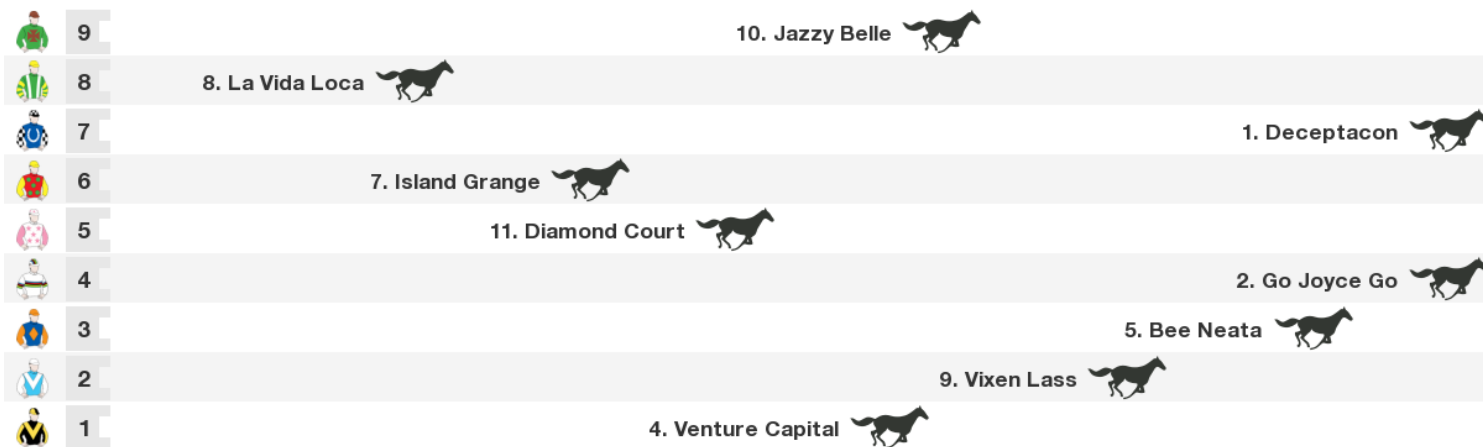 9 10. Jazzy Belle
8 8. La Vida Loca
7 1. Deceptacon
6 7. Island Grange
5 11. Diamond Court
4 2. Go Joyce Go
3 5. Bee Neata
2 9. Vixen Lass
1 4. Venture Capital